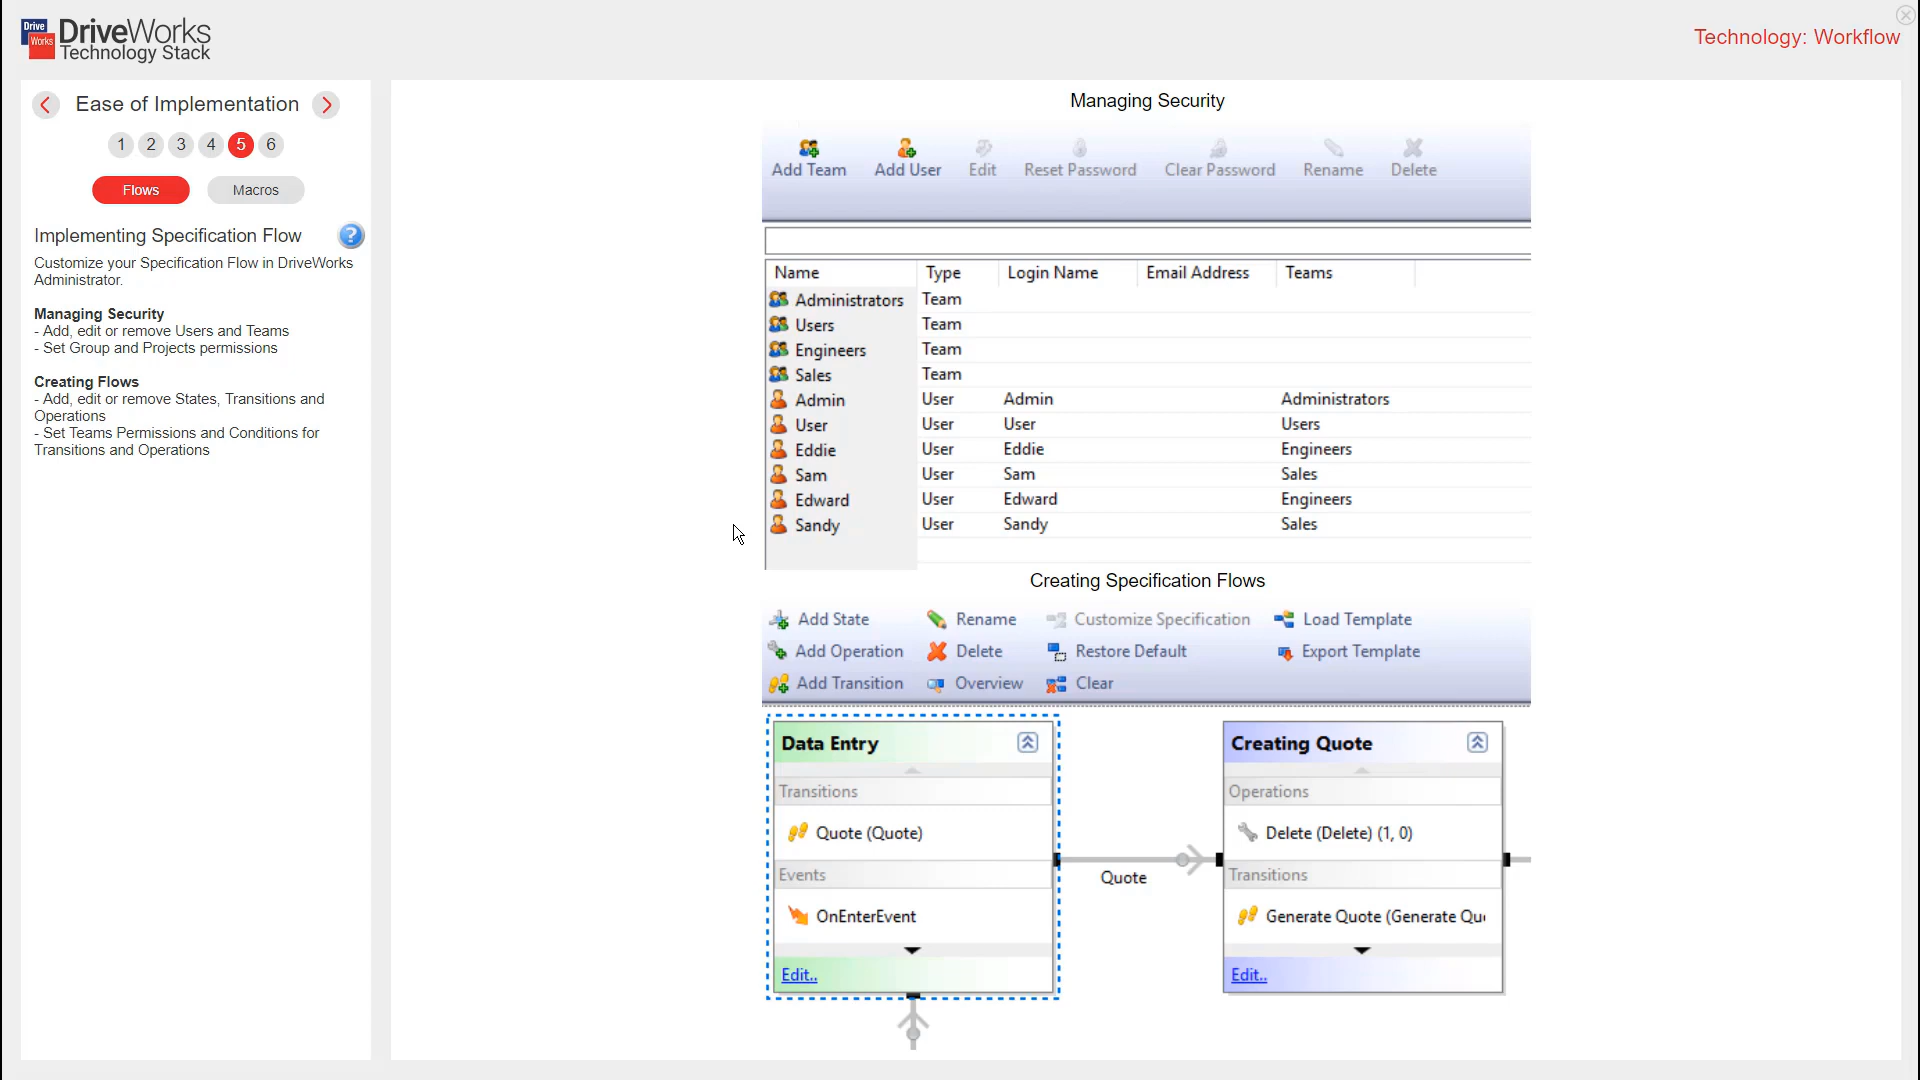 Drive
Works
DriveWorks
Technology Stack
Technology: Workflow
Ease of Implementation
1 2 3 4 5 6
Flows Macros
Implementing Specification Flow ?
Customize your Specification Flow in DriveWorks
Administrator.
Managing Security
- Add, edit or remove Users and Teams
- Set Group and Projects permissions
Creating Flows
- Add, edit or remove States, Transitions and
Operations
- Set Teams Permissions and Conditions for
Transitions and Operations
Managing Security
Add Team Add User Edit Reset Password Clear Password Rename Delete
Name Type Login Name Email Address Teams
Administrators Team
Users Team
Engineers Team
Sales Team
Admin User Admin Administrators
User User User Users
Eddie User Eddie Engineers
Sam User Sam Sales
Edward User Edward Engineers
Sandy User Sandy Sales
Creating Specification Flows
Add State Rename Customize Specification Load Template
Add Operation Delete Restore Default Export Template
Add Transition Overview Clear
Data Entry
Transitions
Quote (Quote)
Events
OnEnterEvent
Edit..
Quote
Creating Quote
Operations
Delete (Delete) (1, 0)
Transitions
Generate Quote (Generate Qu
Edit..